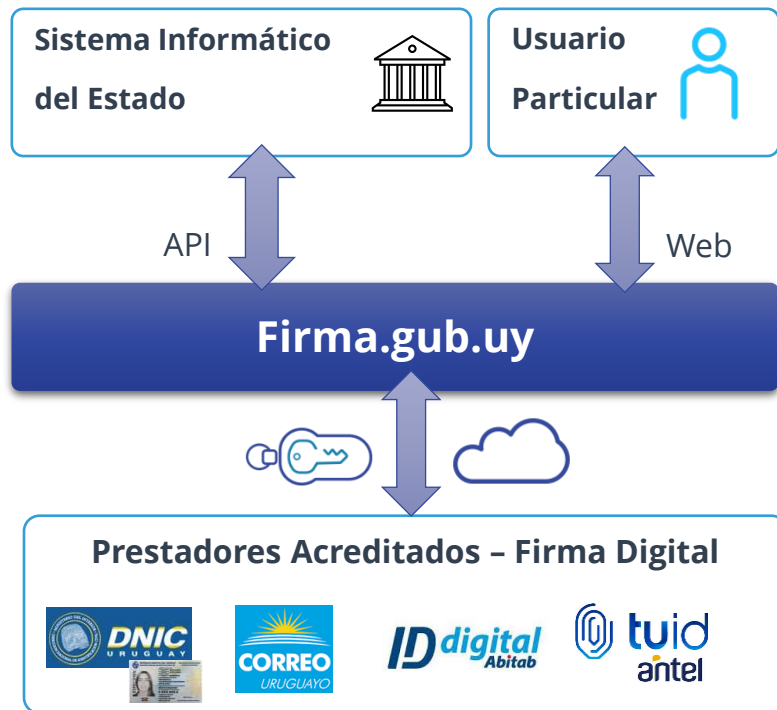 Sistema Informático
del Estado
Usuario
Particular
API
Web
Firma.gub.uy
Prestadores Acreditados – Firma Digital
DNIC
URUGUAY
CORREO
URUGUAYO
ID digital
Abitab
tuid
antel